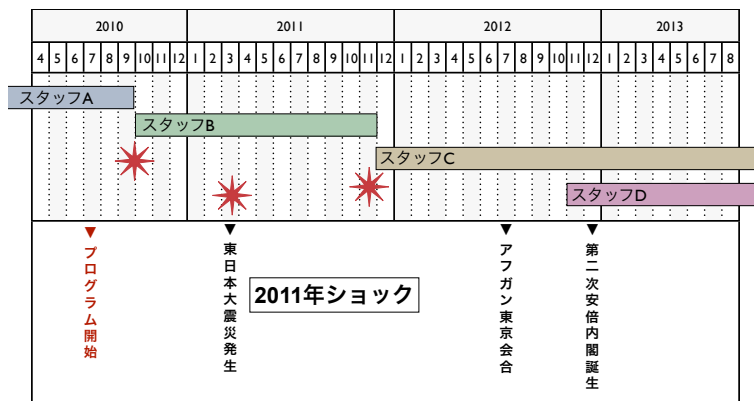 2010 2011 2012 2013
4 5 6 7 8 9 10 11 12 1 2 3 4 5 6 7 8 9 10 11 12 1 2 3 4 5 6 7 8 9 10 11 12 1 2 3 4 5 6 7 8
スタッフA
スタッフB
スタッフC
スタッフD
プログラム開始
東日本大震災発生
2011年ショック
アフガン東京会合
第二次安倍内閣誕生